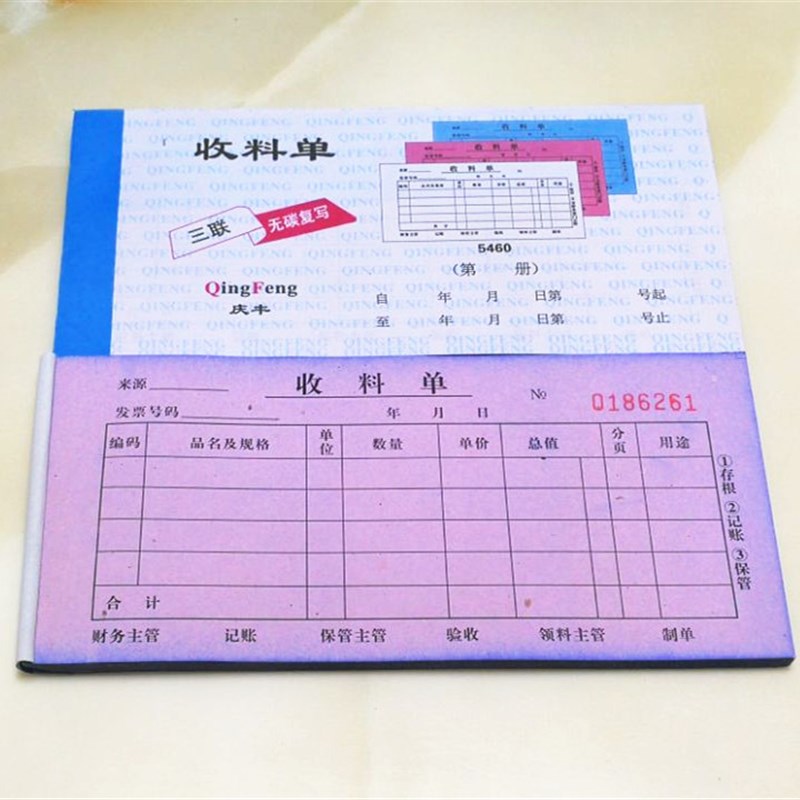 收料单
三联 无碳复写
QingFeng
庆丰
收料单
5460
（第 册）
自 年 月 日第 号起
至 年 月 日第 号止
来源
收 料 单
№ 0186261
发票号码 年 月 日
编码 品名及规格 单位 数量 单价 总值 分页 用途
①存根 ②记账 ③保管
合 计
财务主管 记账 保管主管 验收 领料主管 制单